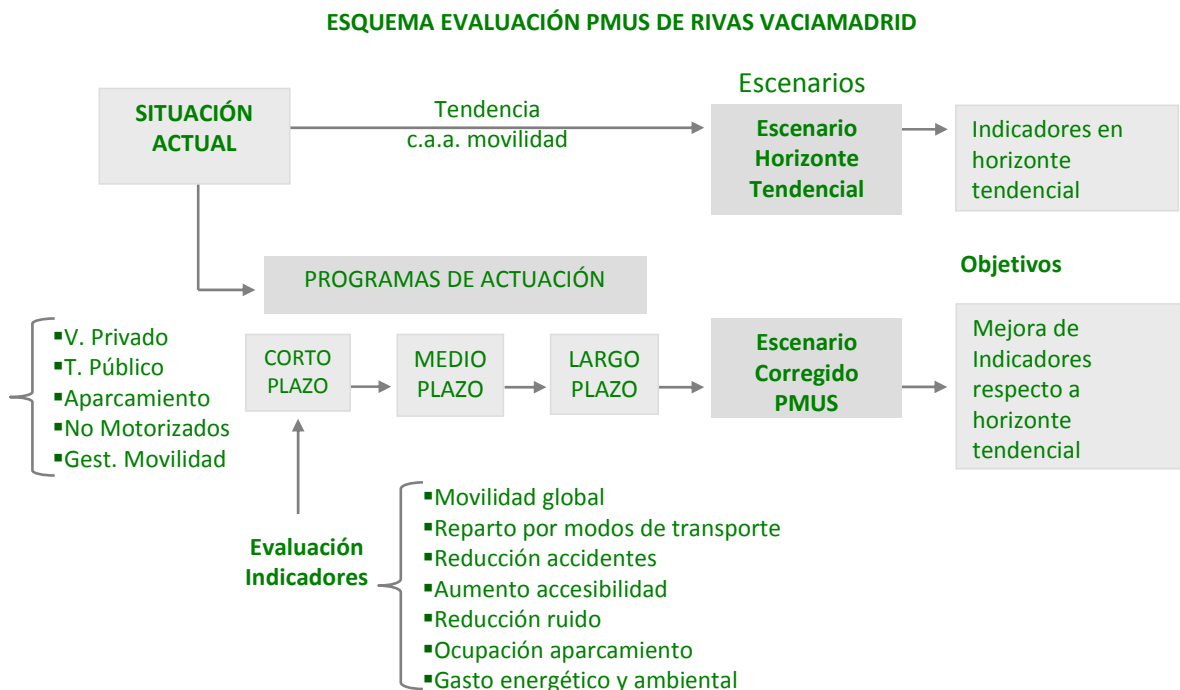 ESQUEMA EVALUACIÓN PMUS DE RIVAS VACIAMADRID
SITUACIÓN
ACTUAL
Tendencia
c.a.a. movilidad
Escenarios
Escenario
Horizonte
Tendencial
Indicadores en
horizonte
tendencial
PROGRAMAS DE ACTUACIÓN
Objetivos
▪V. Privado
▪T. Público
▪Aparcamiento
▪No Motorizados
▪Gest. Movilidad
CORTO
PLAZO
MEDIO
PLAZO
LARGO
PLAZO
Escenario
Corregido
PMUS
Mejora de
Indicadores
respecto a
horizonte
tendencial
Evaluación
Indicadores
▪Movilidad global
▪Reparto por modos de transporte
▪Reducción accidentes
▪Aumento accesibilidad
▪Reducción ruido
▪Ocupación aparcamiento
▪Gasto energético y ambiental